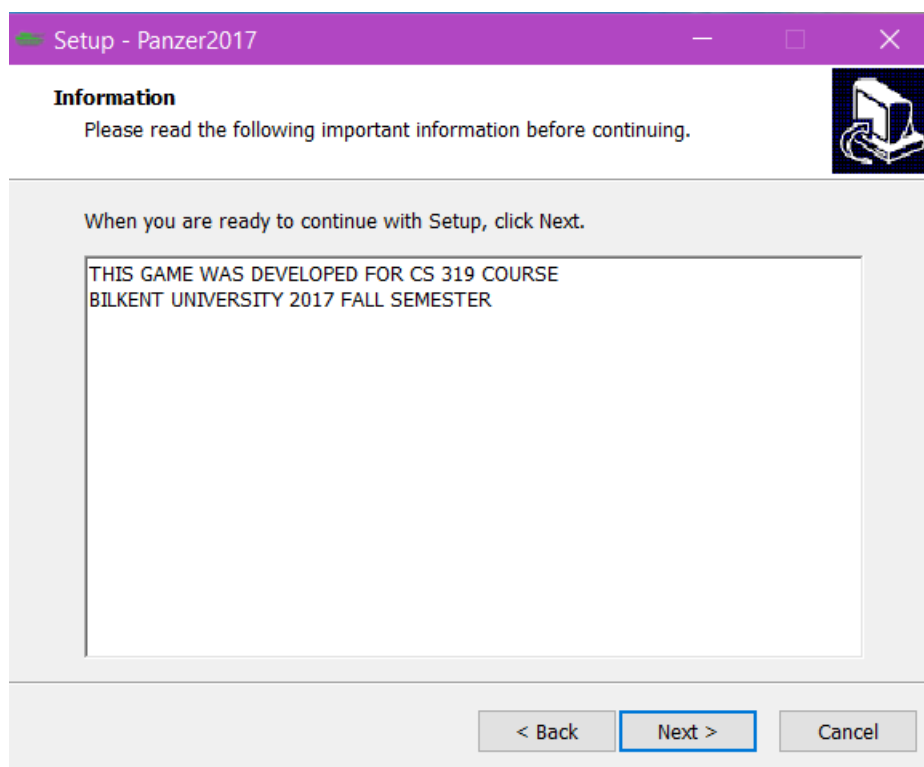 Setup - Panzer2017
Information
Please read the following important information before continuing.
When you are ready to continue with Setup, click Next.
THIS GAME WAS DEVELOPED FOR CS 319 COURSE
BILKENT UNIVERSITY 2017 FALL SEMESTER
< Back Next > Cancel